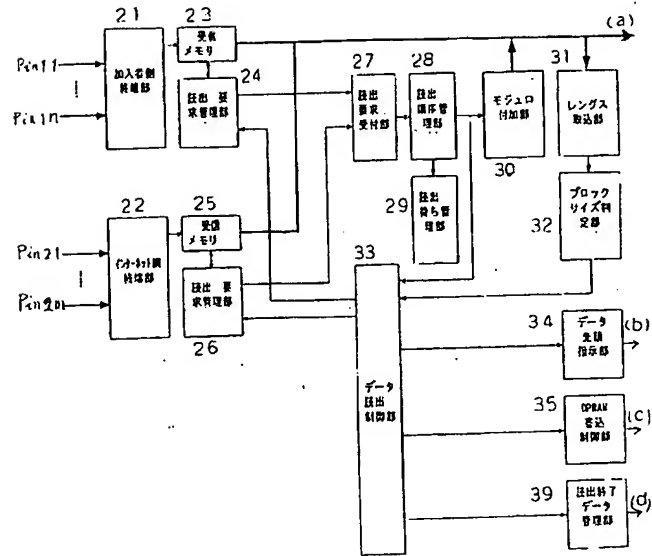 21
22
23
24
25
26
27
28
29
30
31
32
33
34
35
39
(a)
(b)
(c)
(d)
Pin11
Pin1n
Pin21
Pin2n
加入者側
終端部
受信
メモリ
読出 要
求管理部
インターネット側
終端部
受信
メモリ
読出 要
求管理部
読出
要求
受付部
読出
順序管
理部
読出
待ち管
理部
モジュロ
付加部
レングス
取込部
ブロック
サイズ判
定部
データ
読出
制御部
データ
先頭
指示部
DPRAM
書込
制御部
読出終了
データ
管理部